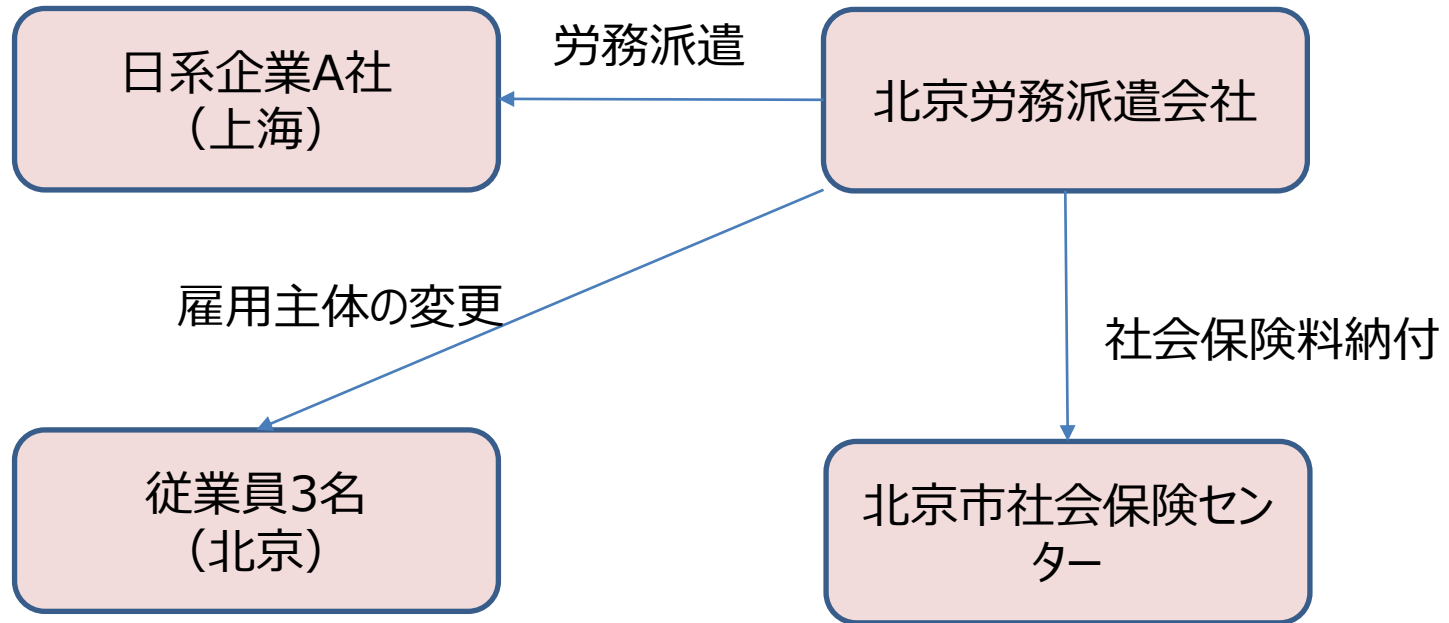 日系企業A社
（上海）
労務派遣
北京労務派遣会社
雇用主体の変更
社会保険料納付
従業員3名
（北京）
北京市社会保険セン
ター